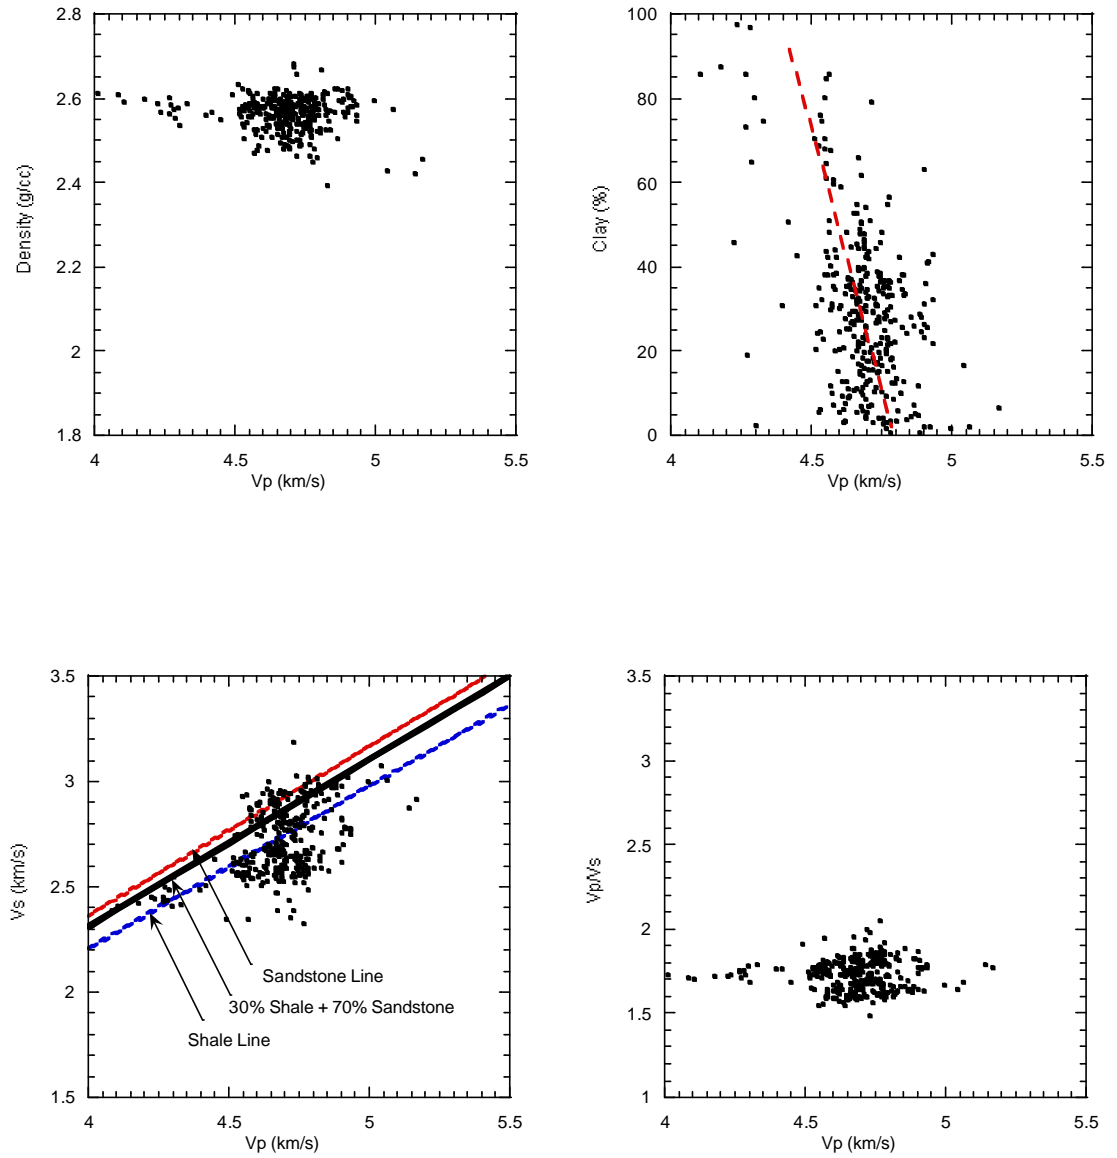 2.8
2.6
2.4
2.2
2
1.8
Density (g/cc)
4 4.5 5 5.5
Vp (km/s)
100
80
60
40
20
0
Clay (%)
4 4.5 5 5.5
Vp (km/s)
3.5
3
2.5
2
1.5
Vs (km/s)
Sandstone Line
30% Shale + 70% Sandstone
Shale Line
4 4.5 5 5.5
Vp (km/s)
3.5
3
2.5
2
1.5
1
Vp/Vs
4 4.5 5 5.5
Vp (km/s)